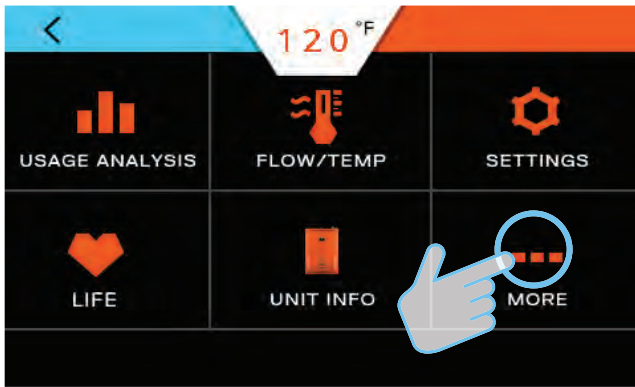 120°F
USAGE ANALYSIS
FLOW/TEMP
SETTINGS
LIFE
UNIT INFO
MORE